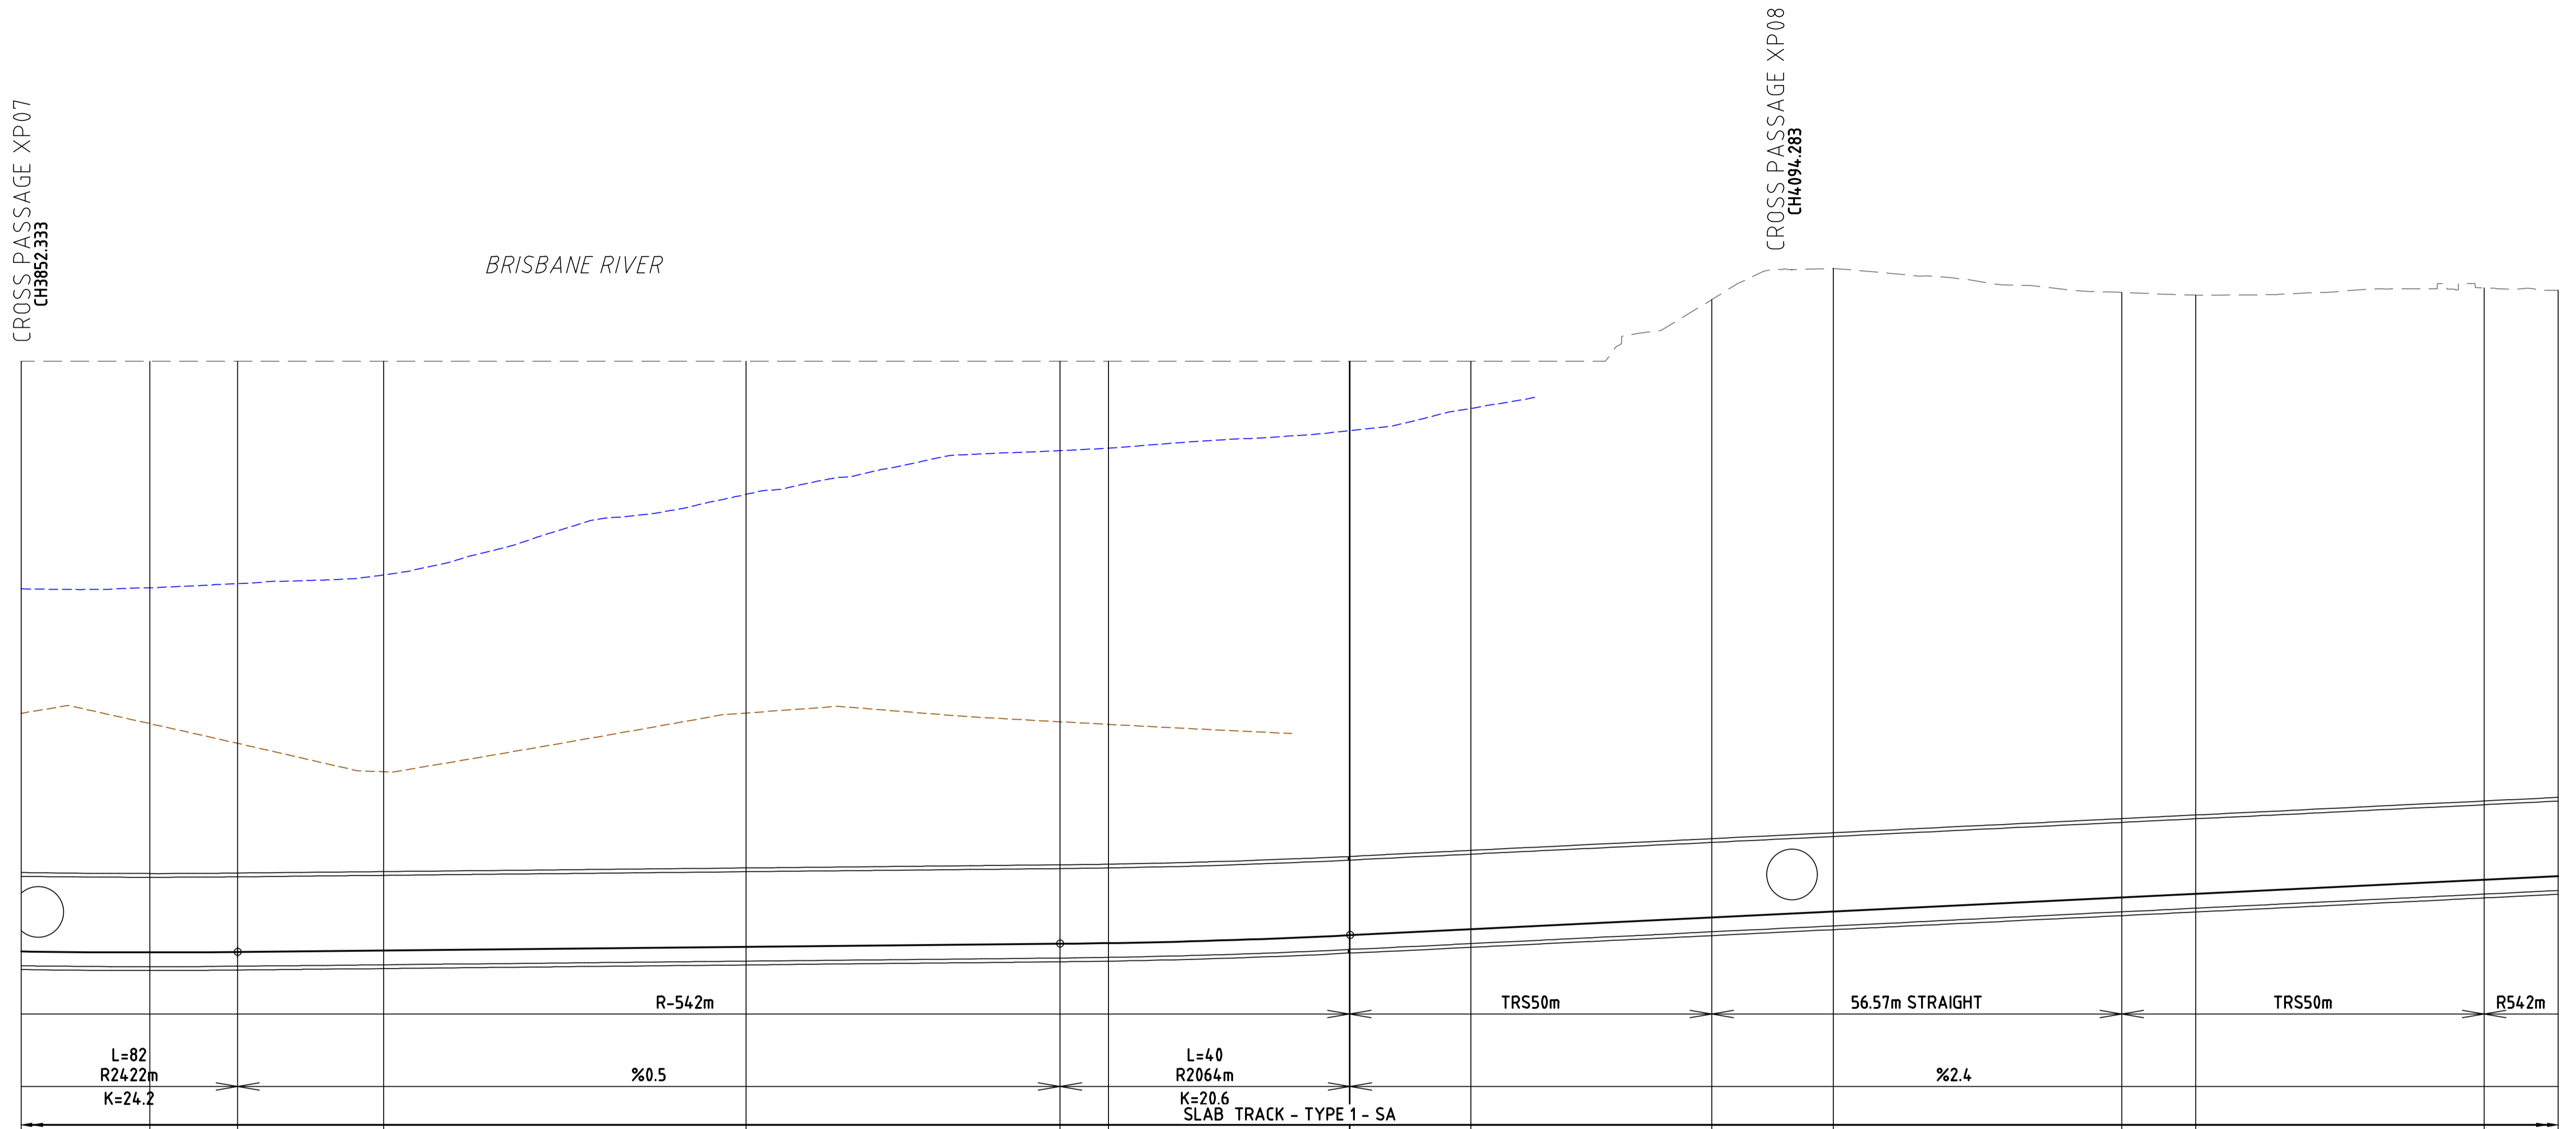 CROSS PASSAGE XP07
CH3852.333
BRISBANE RIVER
CROSS PASSAGE XP08
CH4094.283
R-542m
TRS50m
56.57m STRAIGHT
TRS50m
R542m
L=82
R2422m
K=24.2
%0.5
L=40
R2064m
K=20.6
%2.4
SLAB TRACK - TYPE 1 - SA